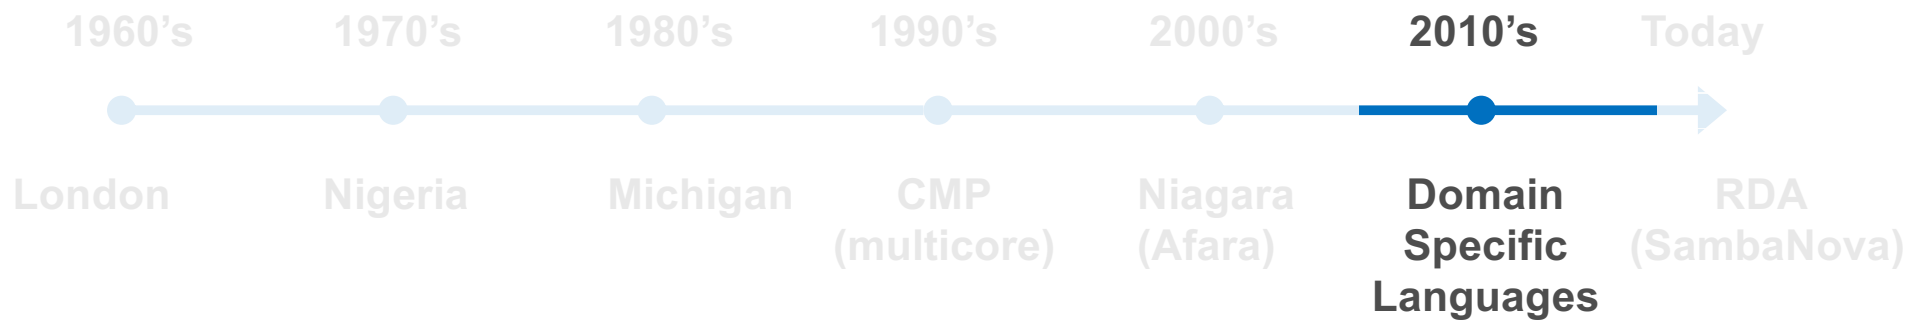 1960’s 1970’s 1980’s 1990’s 2000’s 2010’s Today
London Nigeria Michigan CMP Niagara Domain RDA
(multicore) (Afara) Specific (SambaNova)
Languages